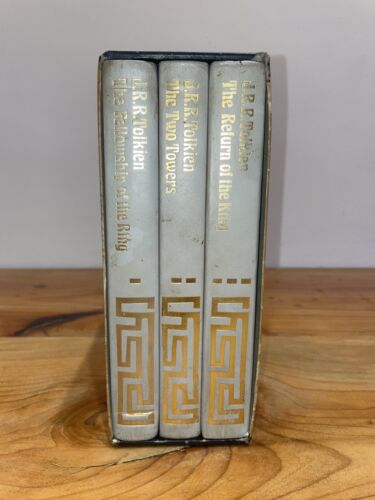 J.R.R.Tolkien
The Fellowship of the Ring
J.R.R.Tolkien
The Two Towers
J.R.R.Tolkien
The Return of the King